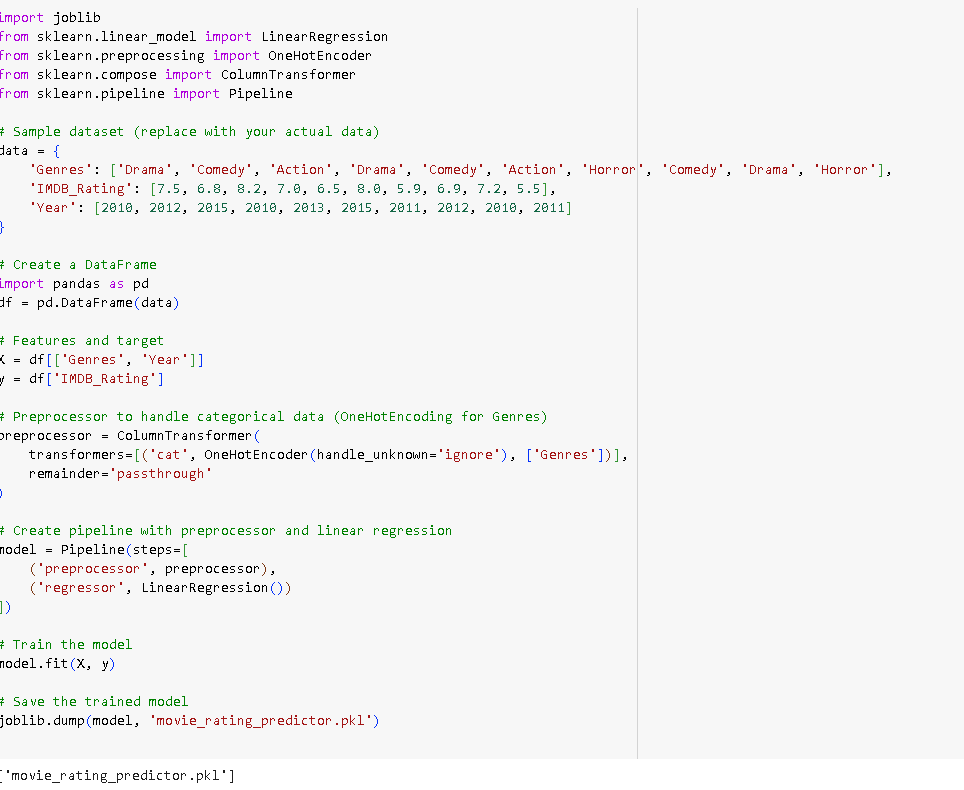 import joblib
from sklearn.linear_model import LinearRegression
from sklearn.preprocessing import OneHotEncoder
from sklearn.compose import ColumnTransformer
from sklearn.pipeline import Pipeline
# Sample dataset (replace with your actual data)
data = {
    'Genres': ['Drama', 'Comedy', 'Action', 'Drama', 'Comedy', 'Action', 'Horror', 'Comedy', 'Drama', 'Horror'],
    'IMDB_Rating': [7.5, 6.8, 8.2, 7.0, 6.5, 8.0, 5.9, 6.9, 7.2, 5.5],
    'Year': [2010, 2012, 2015, 2010, 2013, 2015, 2011, 2012, 2010, 2011]
}
# Create a DataFrame
import pandas as pd
df = pd.DataFrame(data)
# Features and target
X = df[['Genres', 'Year']]
y = df['IMDB_Rating']
# Preprocessor to handle categorical data (OneHotEncoding for Genres)
preprocessor = ColumnTransformer(
    transformers=[('cat', OneHotEncoder(handle_unknown='ignore'), ['Genres'])],
    remainder='passthrough'
)
# Create pipeline with preprocessor and linear regression
model = Pipeline(steps=[
    ('preprocessor', preprocessor),
    ('regressor', LinearRegression())
])
# Train the model
model.fit(X, y)
# Save the trained model
joblib.dump(model, 'movie_rating_predictor.pkl')
['movie_rating_predictor.pkl']